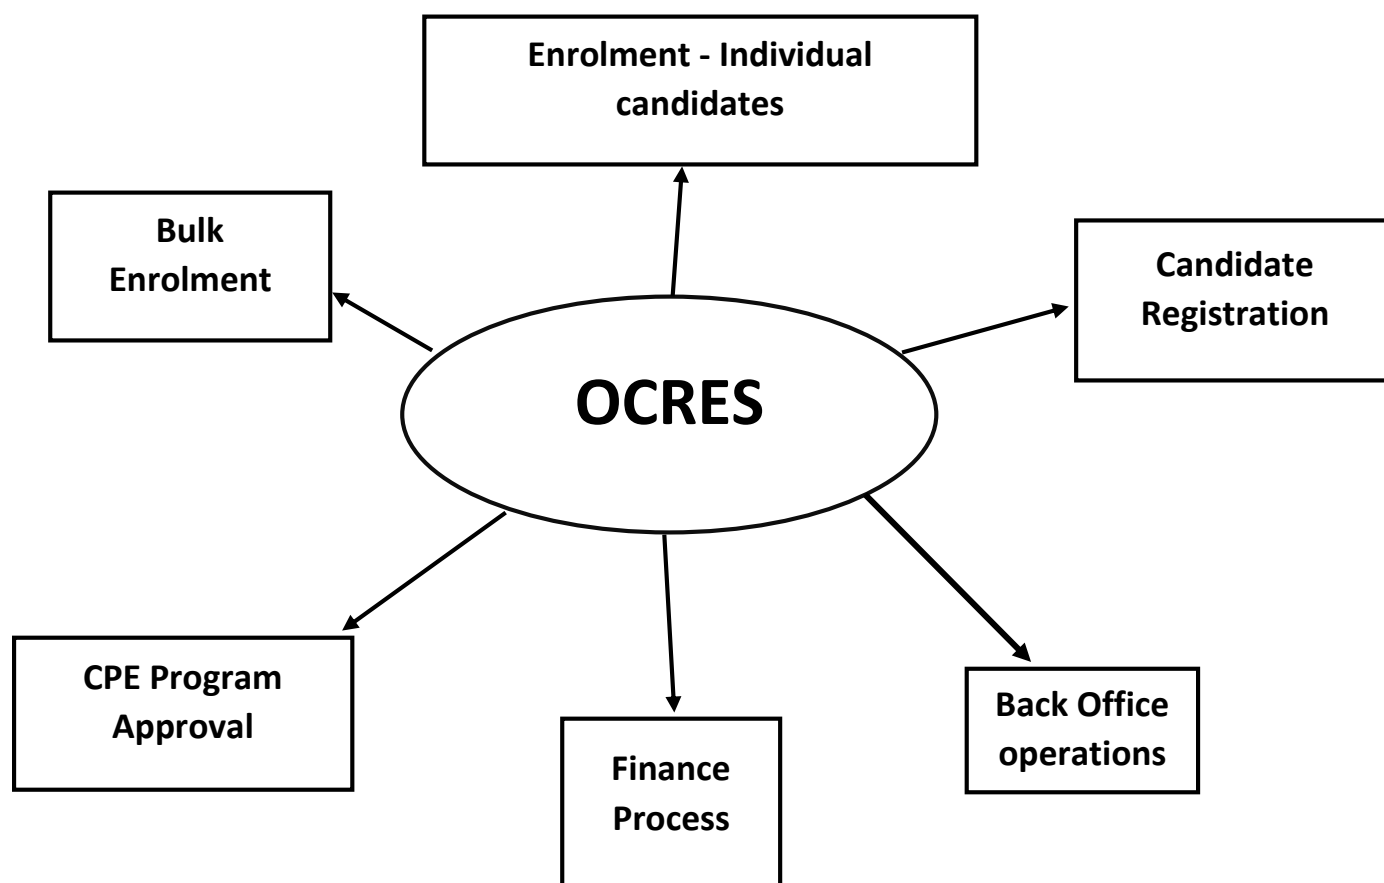 Enrolment - Individual
candidates
Bulk
Enrolment
Candidate
Registration
OCRES
CPE Program
Approval
Finance
Process
Back Office
operations